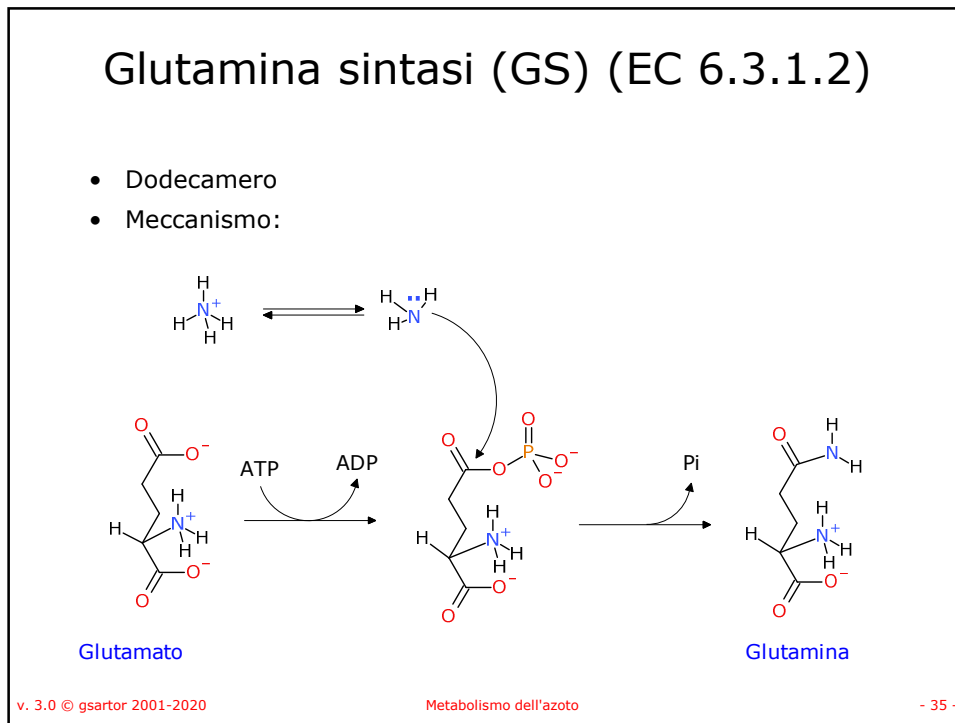 Glutamina sintasi (GS) (EC 6.3.1.2)
• Dodecamero
• Meccanismo:
H
N+
H H
H
H H
N
H
O
O-
H
H N+
H
H
O-
O
ATP ADP
O
O
P
O O-
O-
H
H N+
H
H
O-
O
Pi
H
O
N
H
H
H N+
H
H
O-
O
Glutamato
Glutamina
v. 3.0 © gsartor 2001-2020 Metabolismo dell'azoto - 35 -